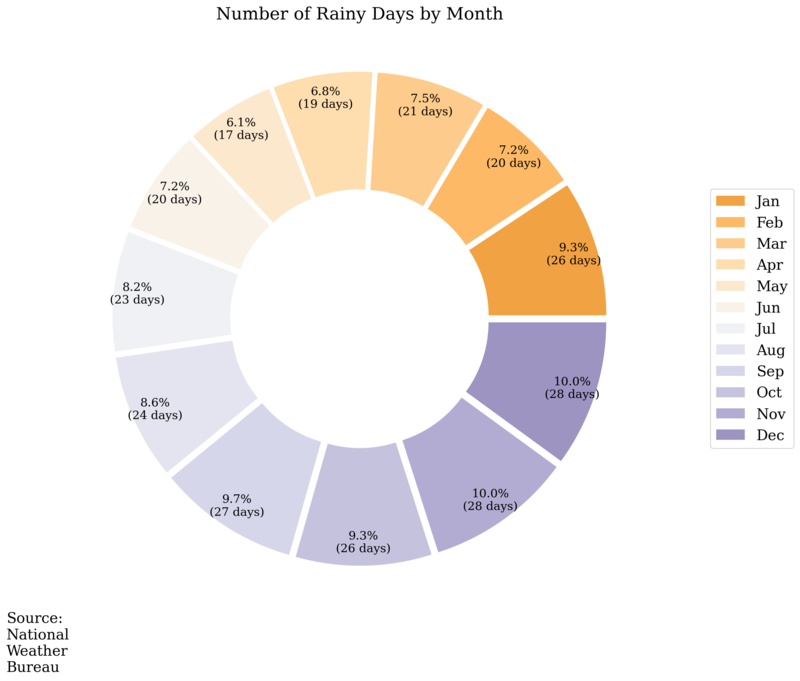 Number of Rainy Days by Month
6.8%
(19 days)
7.5%
(21 days)
6.1%
(17 days)
7.2%
(20 days)
7.2%
(20 days)
9.3%
(26 days)
8.2%
(23 days)
10.0%
(28 days)
8.6%
(24 days)
9.7%
(27 days)
10.0%
(28 days)
9.3%
(26 days)
Jan
Feb
Mar
Apr
May
Jun
Jul
Aug
Sep
Oct
Nov
Dec
Source:
National
Weather
Bureau